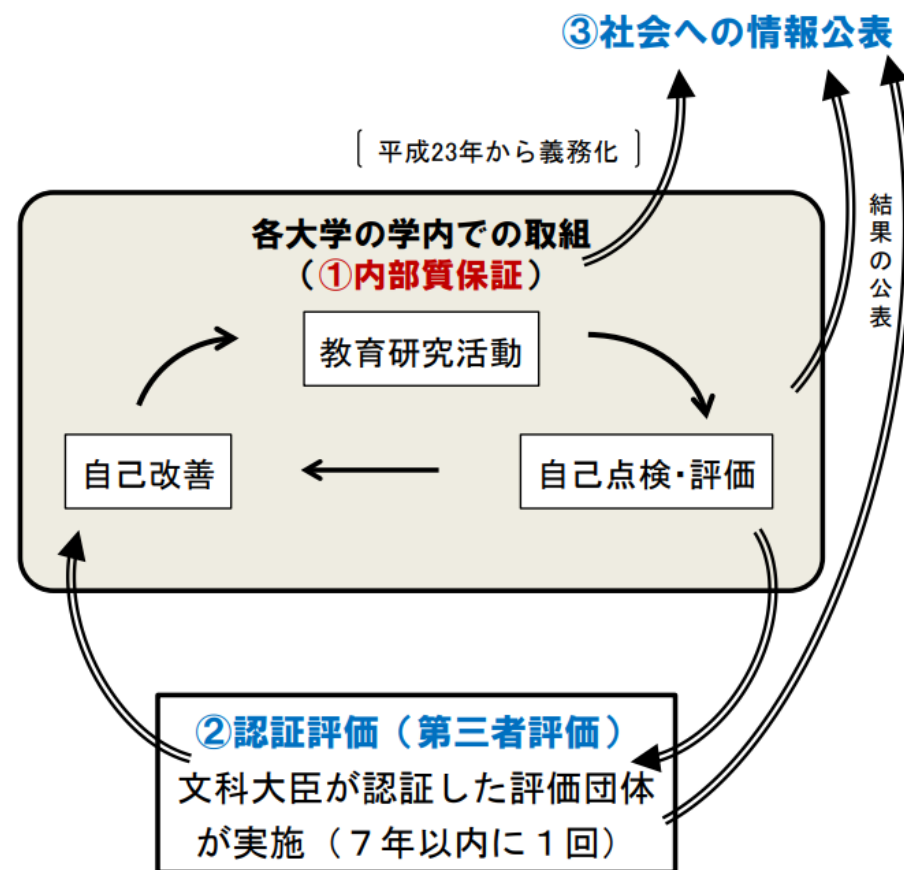 ③社会への情報公表
〔 平成23年から義務化 〕
結果の公表
各大学の学内での取組
（①内部質保証）
教育研究活動
自己改善
自己点検・評価
②認証評価（第三者評価）
文科大臣が認証した評価団体
が実施（７年以内に１回）